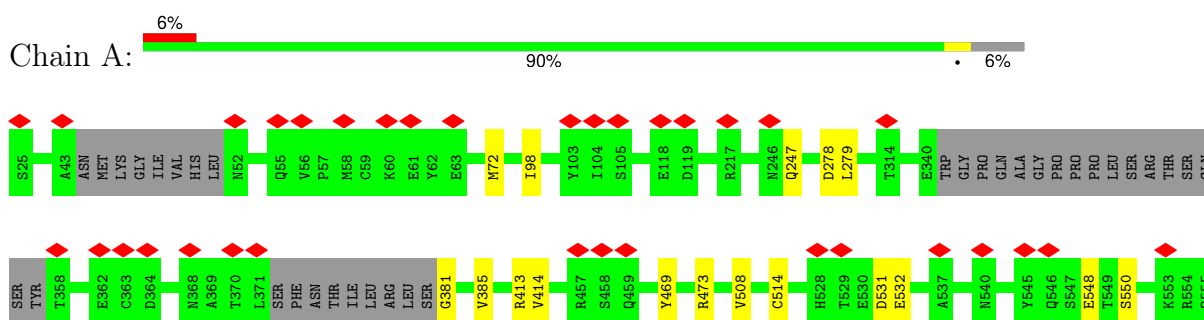 6%
Chain A:
90% • 6%
S25 A43 ASN MET LYS GLY ILE VAL HIS LEU N52 Q55 V56 P57 M58 C59 K60 E61 Y62 E63 M72 I98 Y103 I104 S105 E118 D119 R217 N246 Q247 D278 L279 T314 E340 TRP GLY PRO GLN ALA GLY PRO PRO PRO LEU SER ARG THR SER
SER TYR T358 E362 C363 D364 N368 A369 T370 L371 SER PHE ASN THR ILE LEU ARG LEU SER G381 V385 R413 V414 R457 S458 Q459 Y469 R473 V508 C514 H528 T529 E530 D531 E532 A537 N540 Y545 Q546 S547 E548 T549 S550 K553 R554